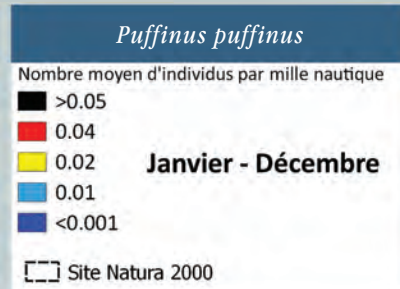 Puffinus puffinus
Nombre moyen d'individus par mille nautique
>0.05
0.04
0.02
Janvier - Décembre
0.01
<0.001
Site Natura 2000